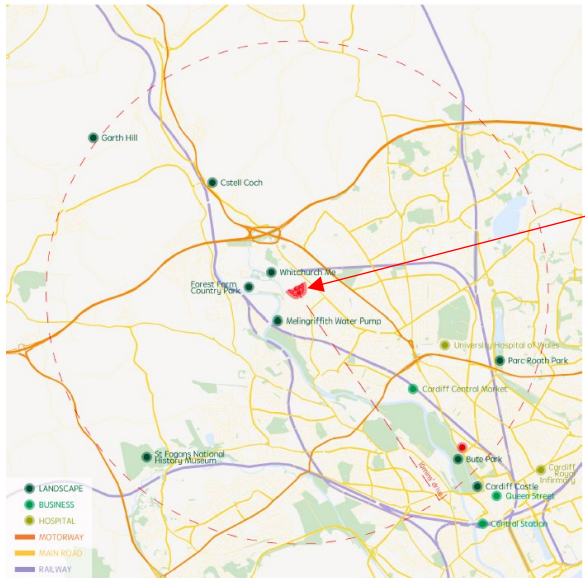 Garth Hill
Cstell Coch
Whitchurch Me
Forest Farm
Country Park
Melingriffith Water Pump
University Hospital of Wales
Parc Roath Park
Cardiff Central Market
St Fagans National
History Museum
Bute Park
Cardiff
Royal
Infirmary
Cardiff Castle
Queen Street
Central Station
LANDSCAPE
BUSINESS
HOSPITAL
MOTORWAY
MAIN ROAD
RAILWAY